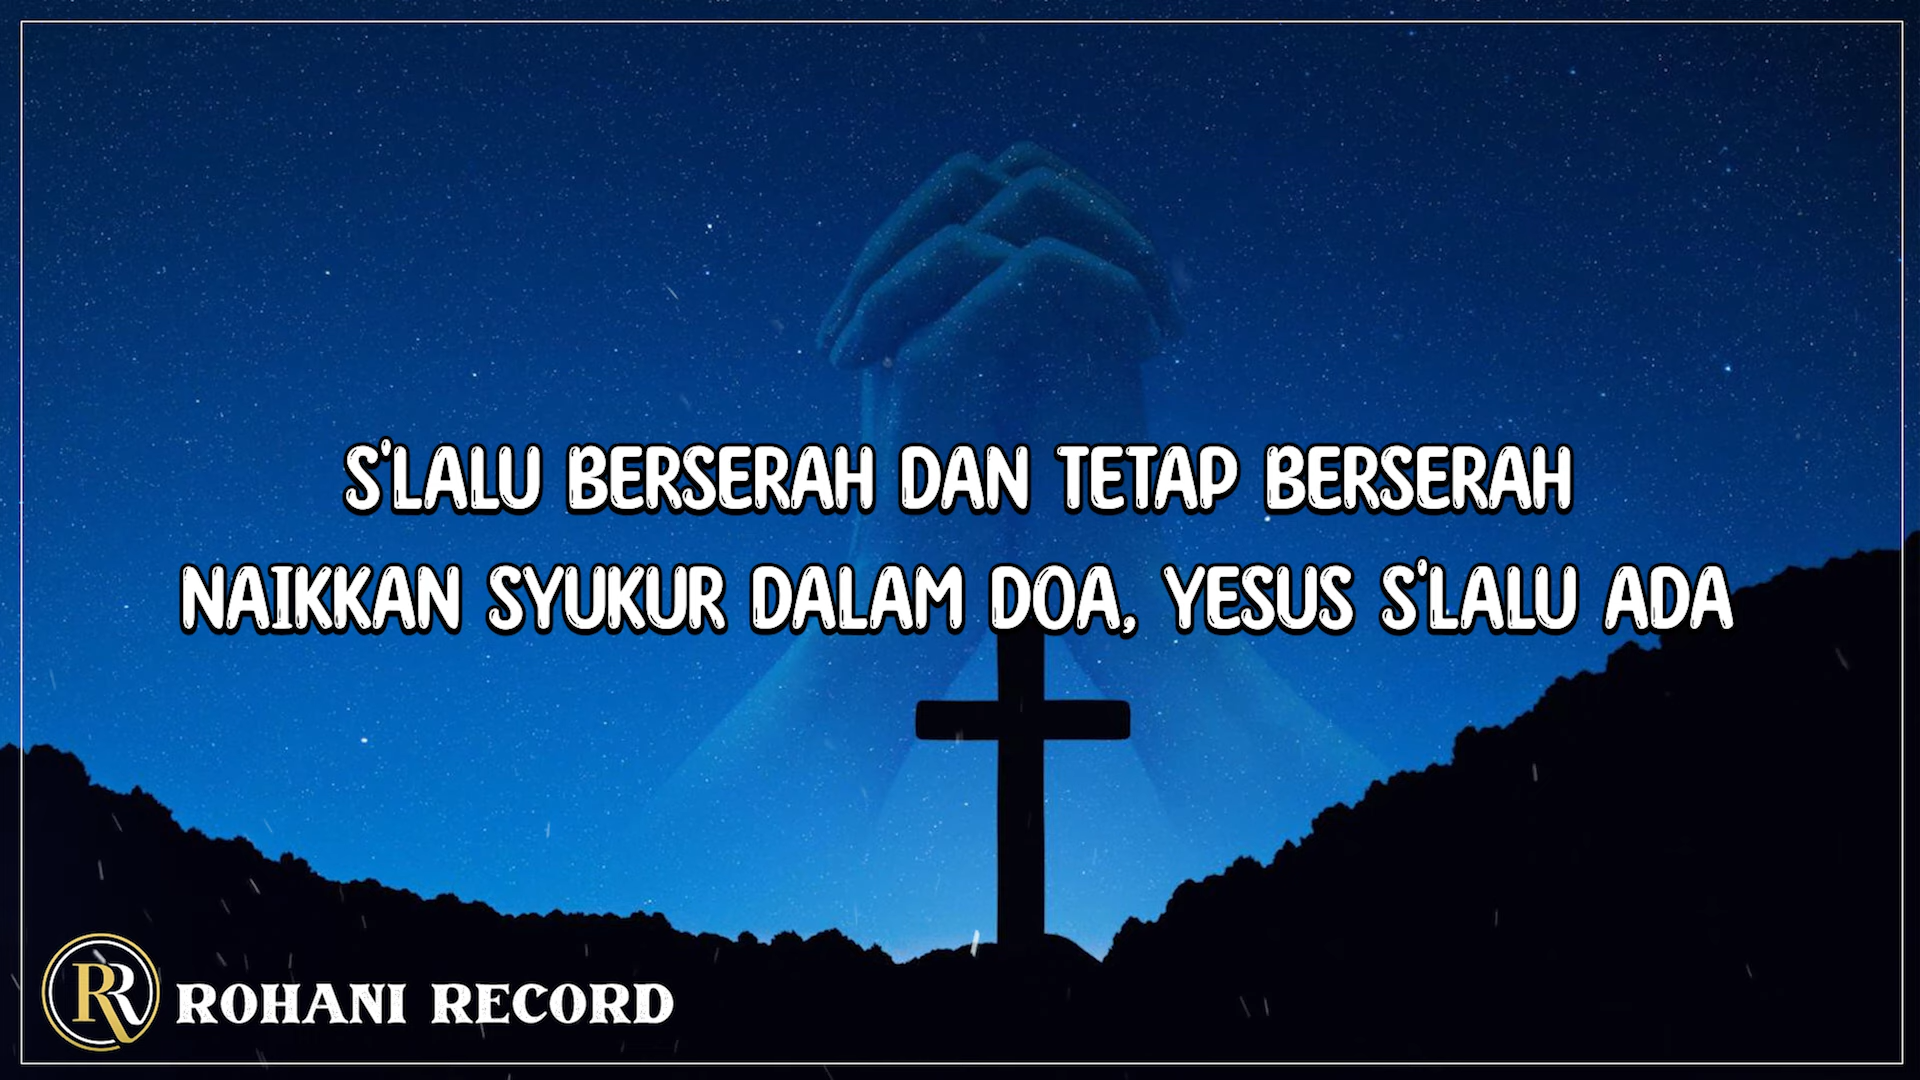 S'LALU BERSERAH DAN TETAP BERSERAH
NAIKKAN SYUKUR DALAM DOA, YESUS S'LALU ADA
RR ROHANI RECORD